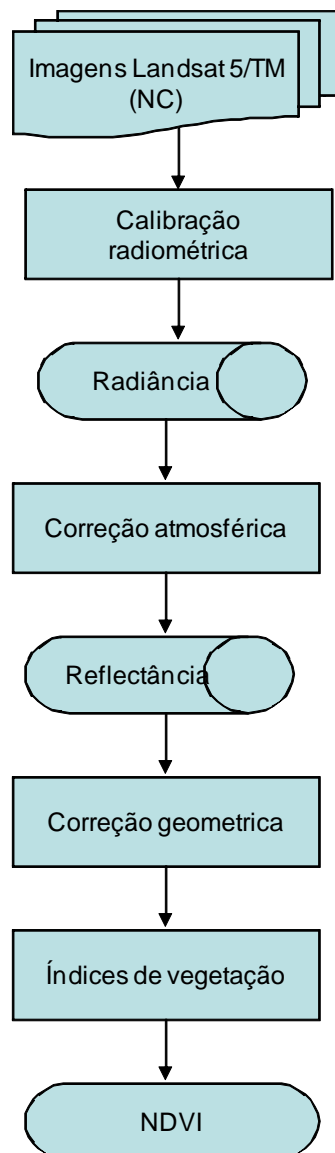 Imagens Landsat 5/TM
(NC)
Calibração
radiométrica
Radiância
Correção atmosférica
Reflectância
Correção geometrica
Índices de vegetação
NDVI